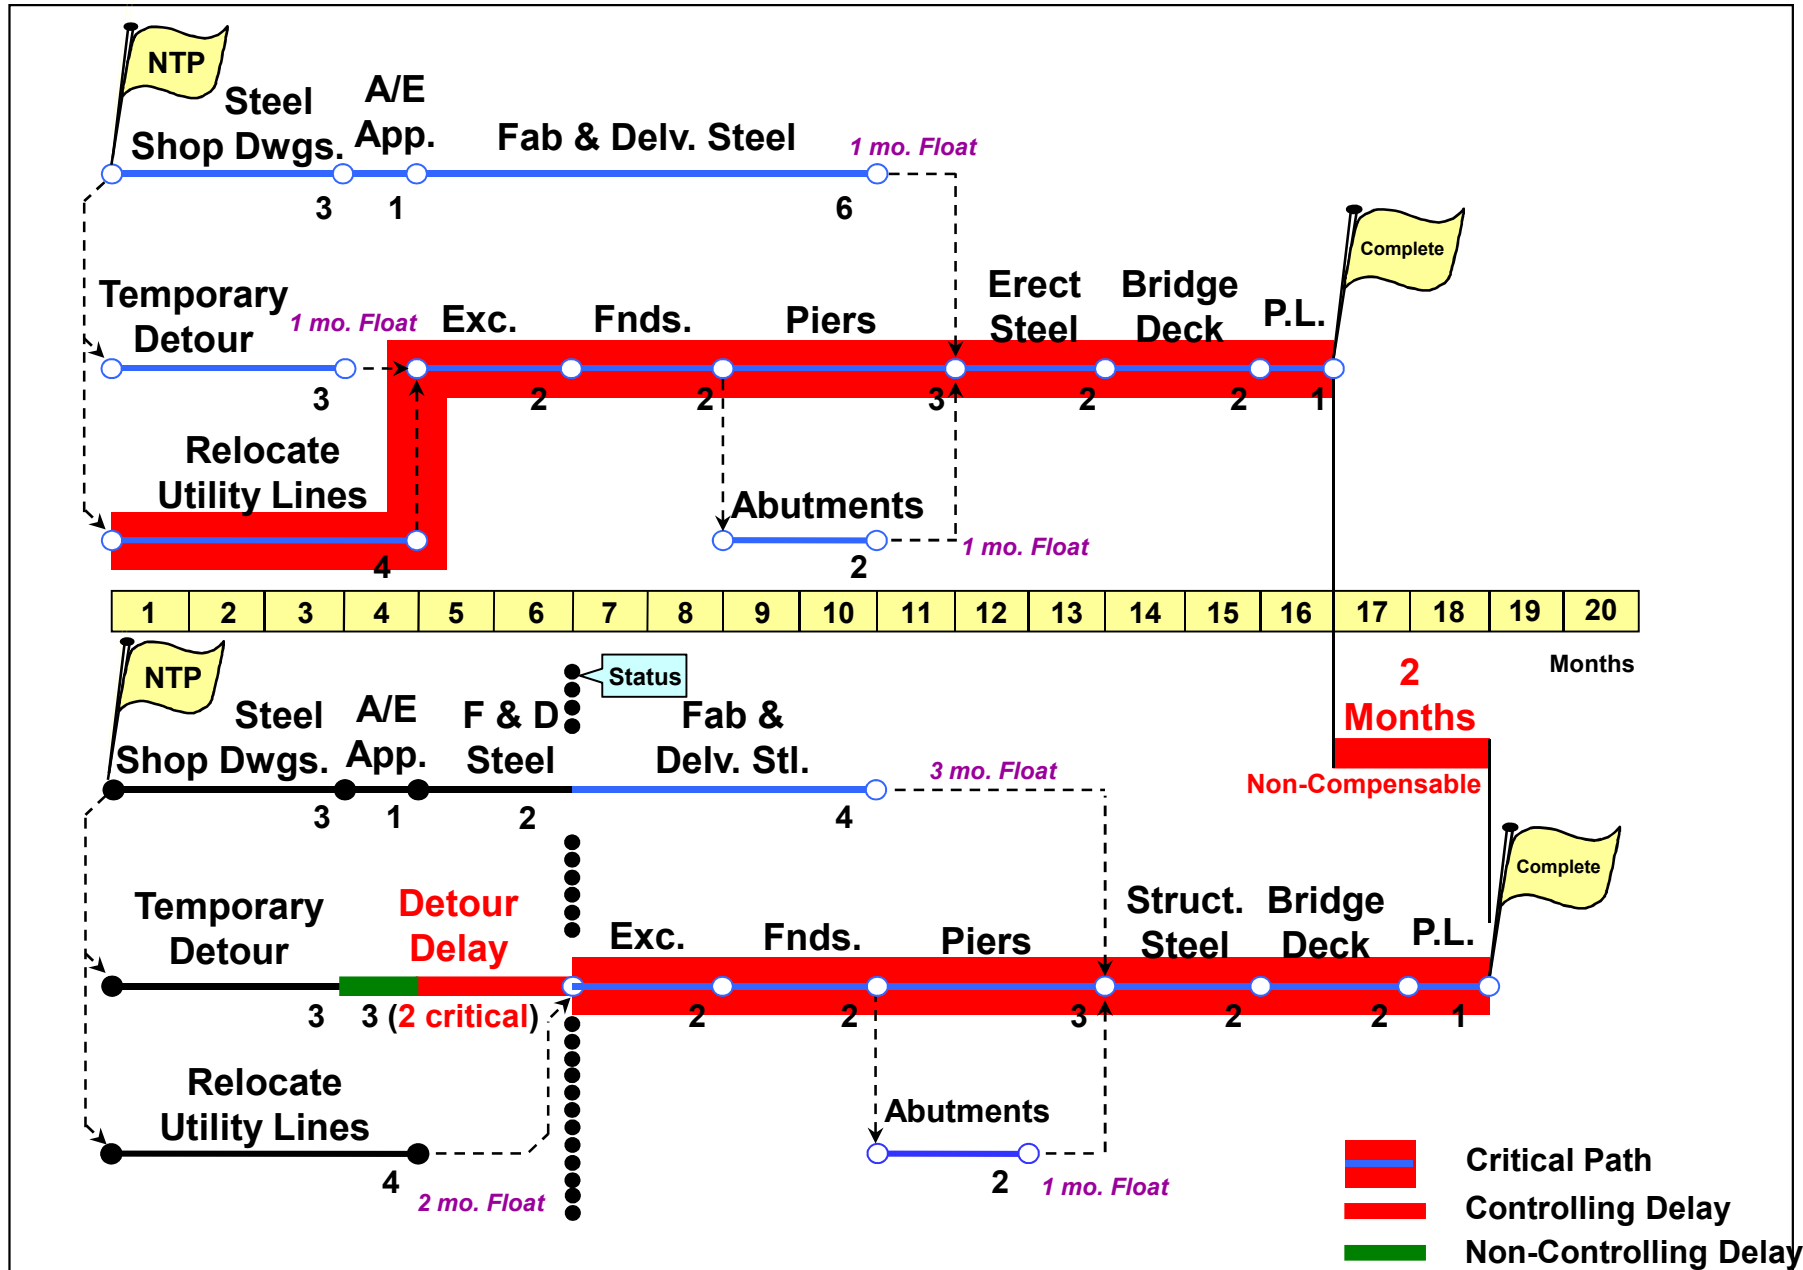 NTP
Steel
Shop Dwgs.
A/E
App.
Fab & Delv. Steel
1 mo. Float
3
1
6
Complete
Temporary
Detour
1 mo. Float
Exc.
Fnds.
Piers
Erect
Steel
Bridge
Deck
P.L.
3
2
2
3
2
2
1
Relocate
Utility Lines
4
Abutments
2
1 mo. Float
1 2 3 4 5 6 7 8 9 10 11 12 13 14 15 16 17 18 19 20
Months
NTP
Status
2
Months
Non-Compensable
Steel
Shop Dwgs.
A/E
App.
F & D
Steel
Fab &
Delv. Stl.
3 mo. Float
3
1
2
4
Complete
Temporary
Detour
Detour
Delay
Exc.
Fnds.
Piers
Struct.
Steel
Bridge
Deck
P.L.
3
3 (2 critical)
2
2
3
2
2
1
Relocate
Utility Lines
4
2 mo. Float
Abutments
2
1 mo. Float
Critical Path
Controlling Delay
Non-Controlling Delay